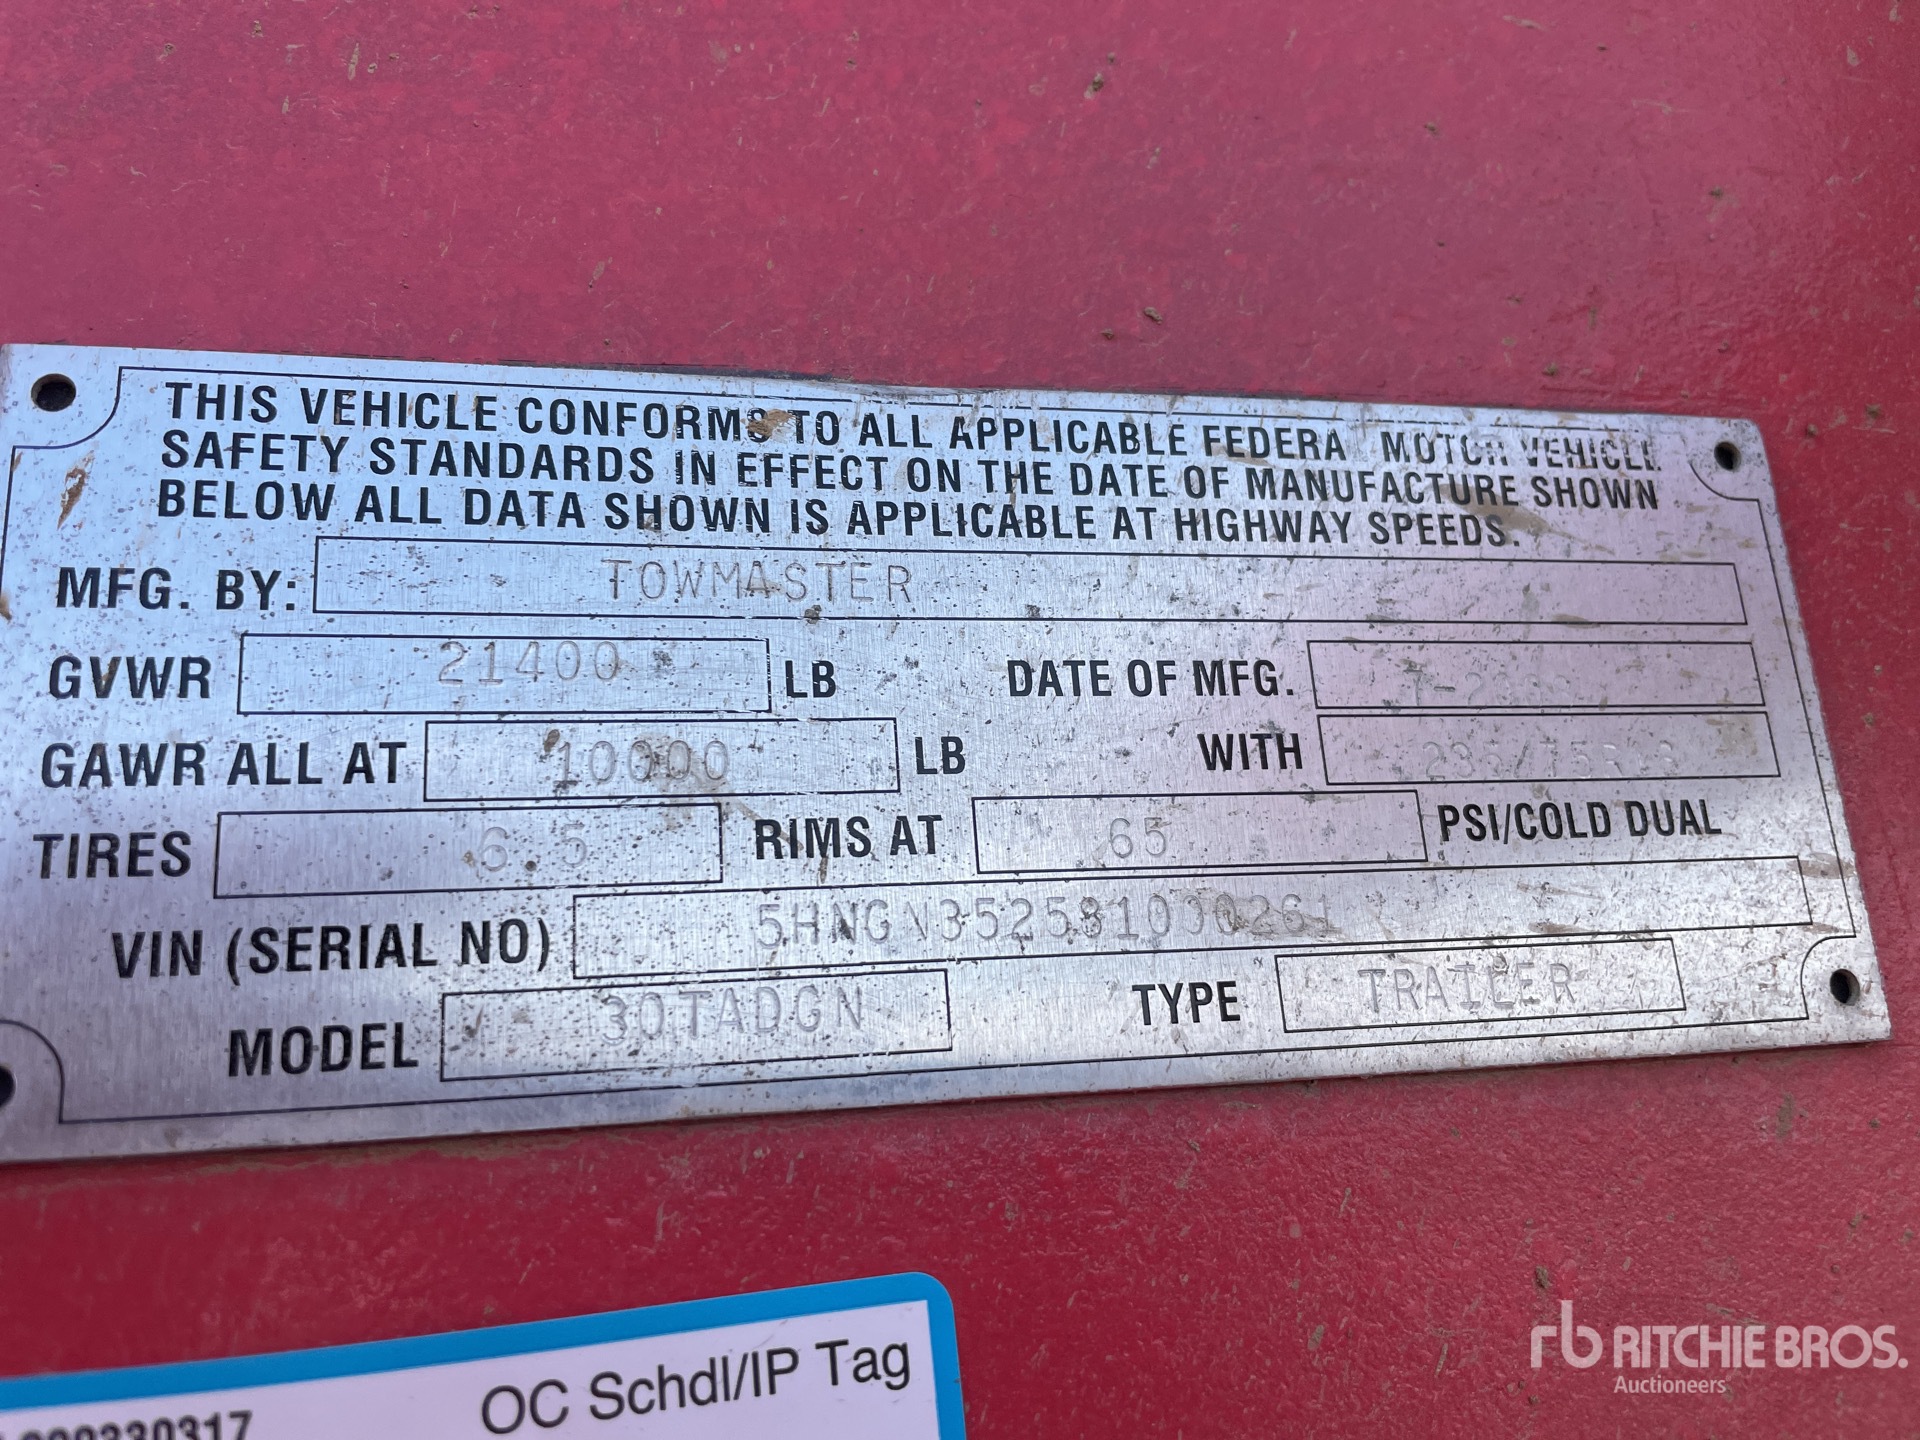 THIS VEHICLE CONFORMS TO ALL APPLICABLE FEDERA MOTOR VEHICLE
SAFETY STANDARDS IN EFFECT ON THE DATE OF MANUFACTURE SHOWN
BELOW ALL DATA SHOWN IS APPLICABLE AT HIGHWAY SPEEDS.
MFG. BY: TOWMASTER
GVWR 21400 LB DATE OF MFG.
GAWR ALL AT 10000 LB WITH
TIRES 6.5 RIMS AT 65 PSI/COLD DUAL
VIN (SERIAL NO)
MODEL 30TADGN TYPE TRAILER
OC Schdl/IP Tag
rb RITCHIE BROS.
Auctioneers